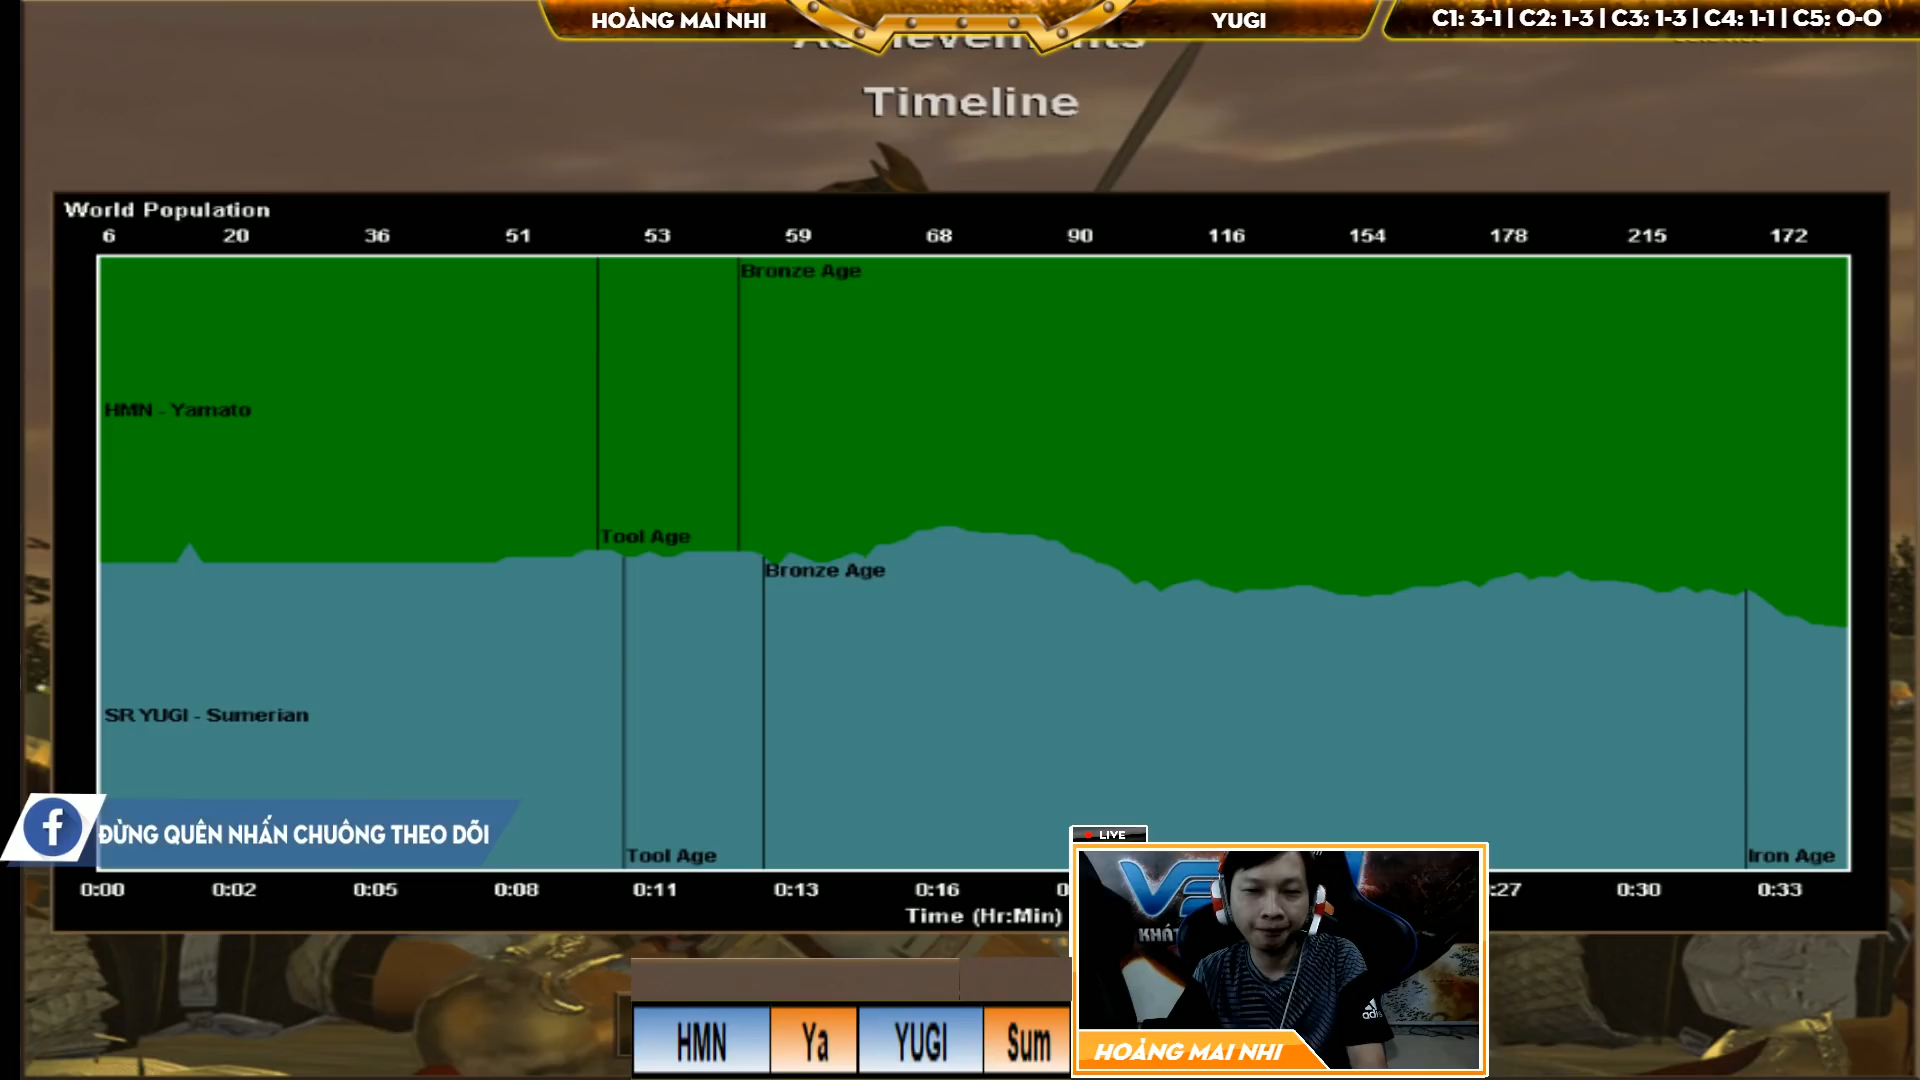 HOÀNG MAI NHI
YUGI
C1: 3-1 | C2: 1-3 | C3: 1-3 | C4: 1-1 | C5: 0-0
Timeline
World Population
6 20 36 51 53 59 68 90 116 154 178 215 172
Bronze Age
HMN - Yamato
Tool Age
Bronze Age
SR YUGI - Sumerian
ĐỪNG QUÊN NHẤN CHUÔNG THEO DÕI
Tool Age
Iron Age
LIVE
0:00 0:02 0:05 0:08 0:11 0:13 0:16 :27 0:30 0:33
Time (Hr:Min)
HMN Ya YUGI Sum
HOÀNG MAI NHI